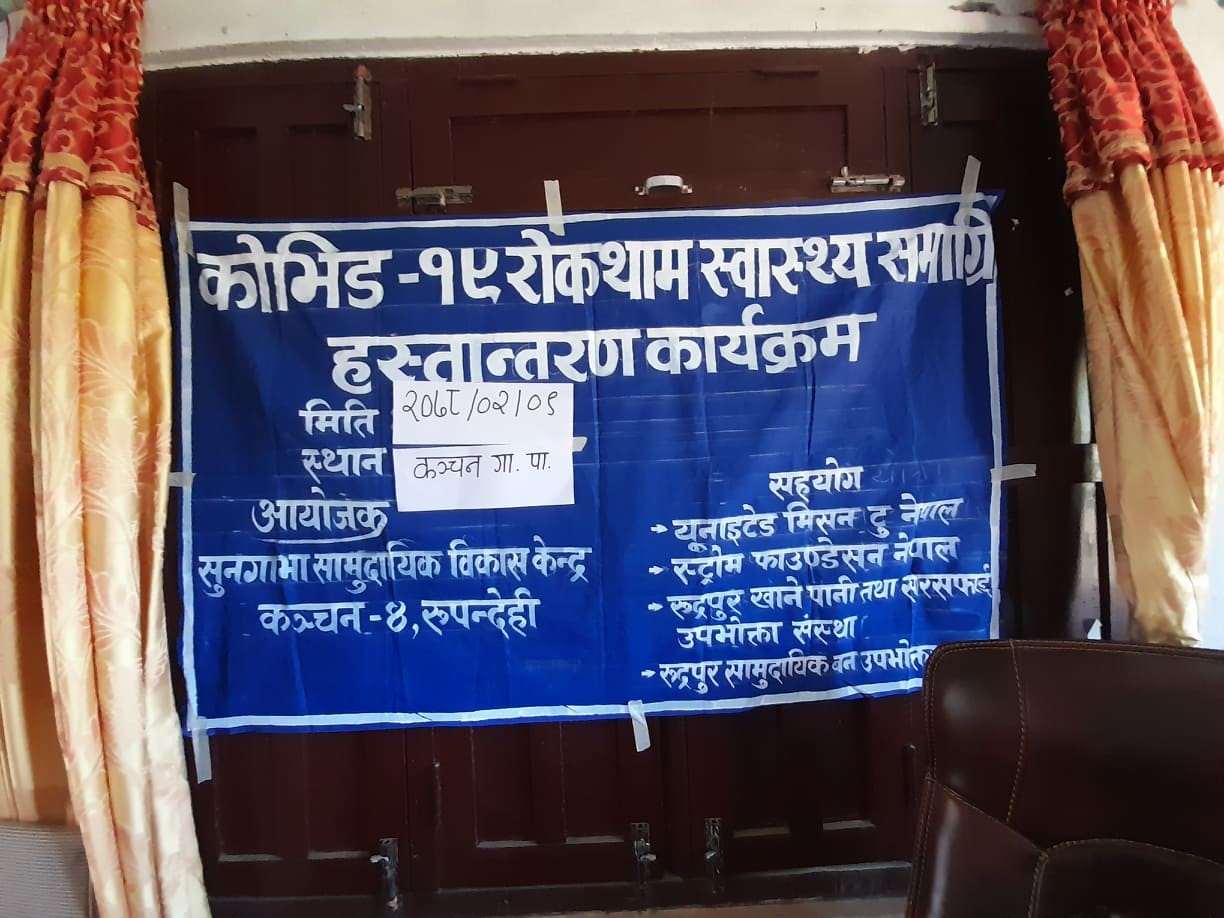 कोभिड -१९ रोकथाम स्वास्थ्य समाग्रि
हस्तान्तरण कार्यक्रम
मिति २०७८/०२/०९
स्थान कञ्चन गा. पा.
आयोजक
सुनगाभा सामुदायिक विकास केन्द्र
कञ्चन -४, रुपन्देही
सहयोग
→ यूनाइटेड मिसन टु नेपाल
→ स्ट्रोम फाउण्डेसन नेपाल
→ रुद्रपुर खाने पानी तथा सरसफाई
उपभोक्ता संस्था
→ रुद्रपुर सामुदायिक बन